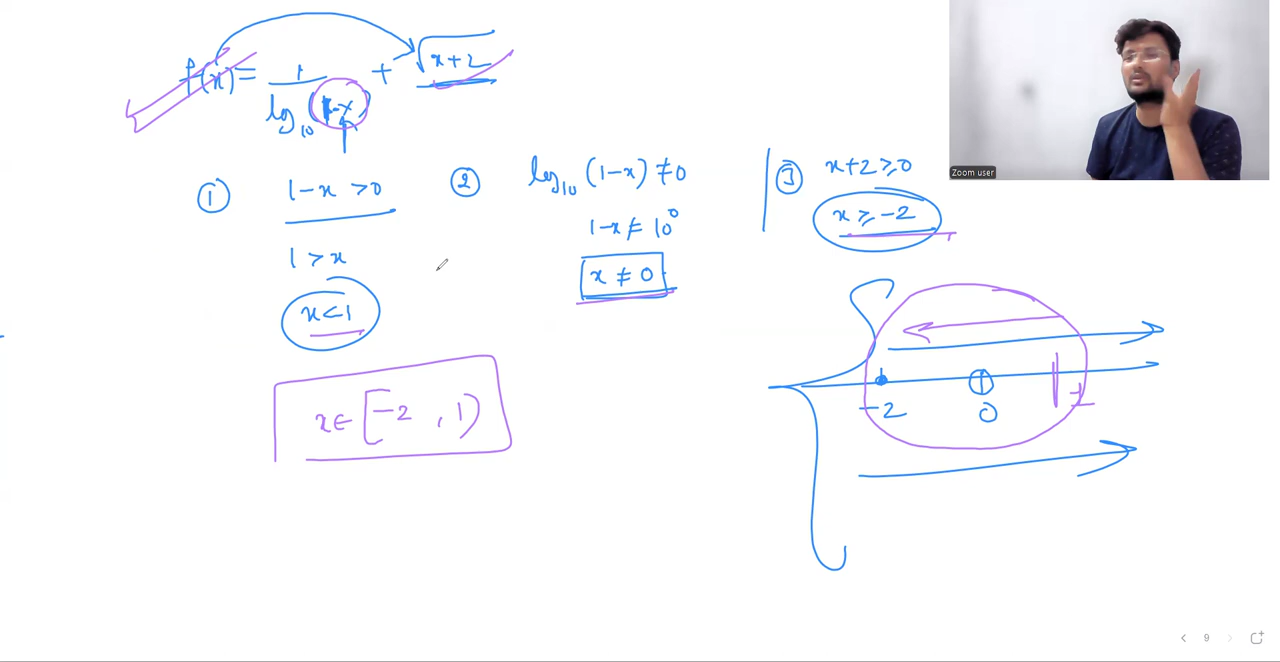 f(x) = 1 / log₁₀(1-x) + √(x+2)
① 1-x >0
1 > x
x<1
② log₁₀ (1-x) ≠0
1-x ≠ 10⁰
x ≠ 0
③ x+2 ≥0
x ≥ -2
-2 0 1
x∈ [-2 , 1)
Zoom user
9